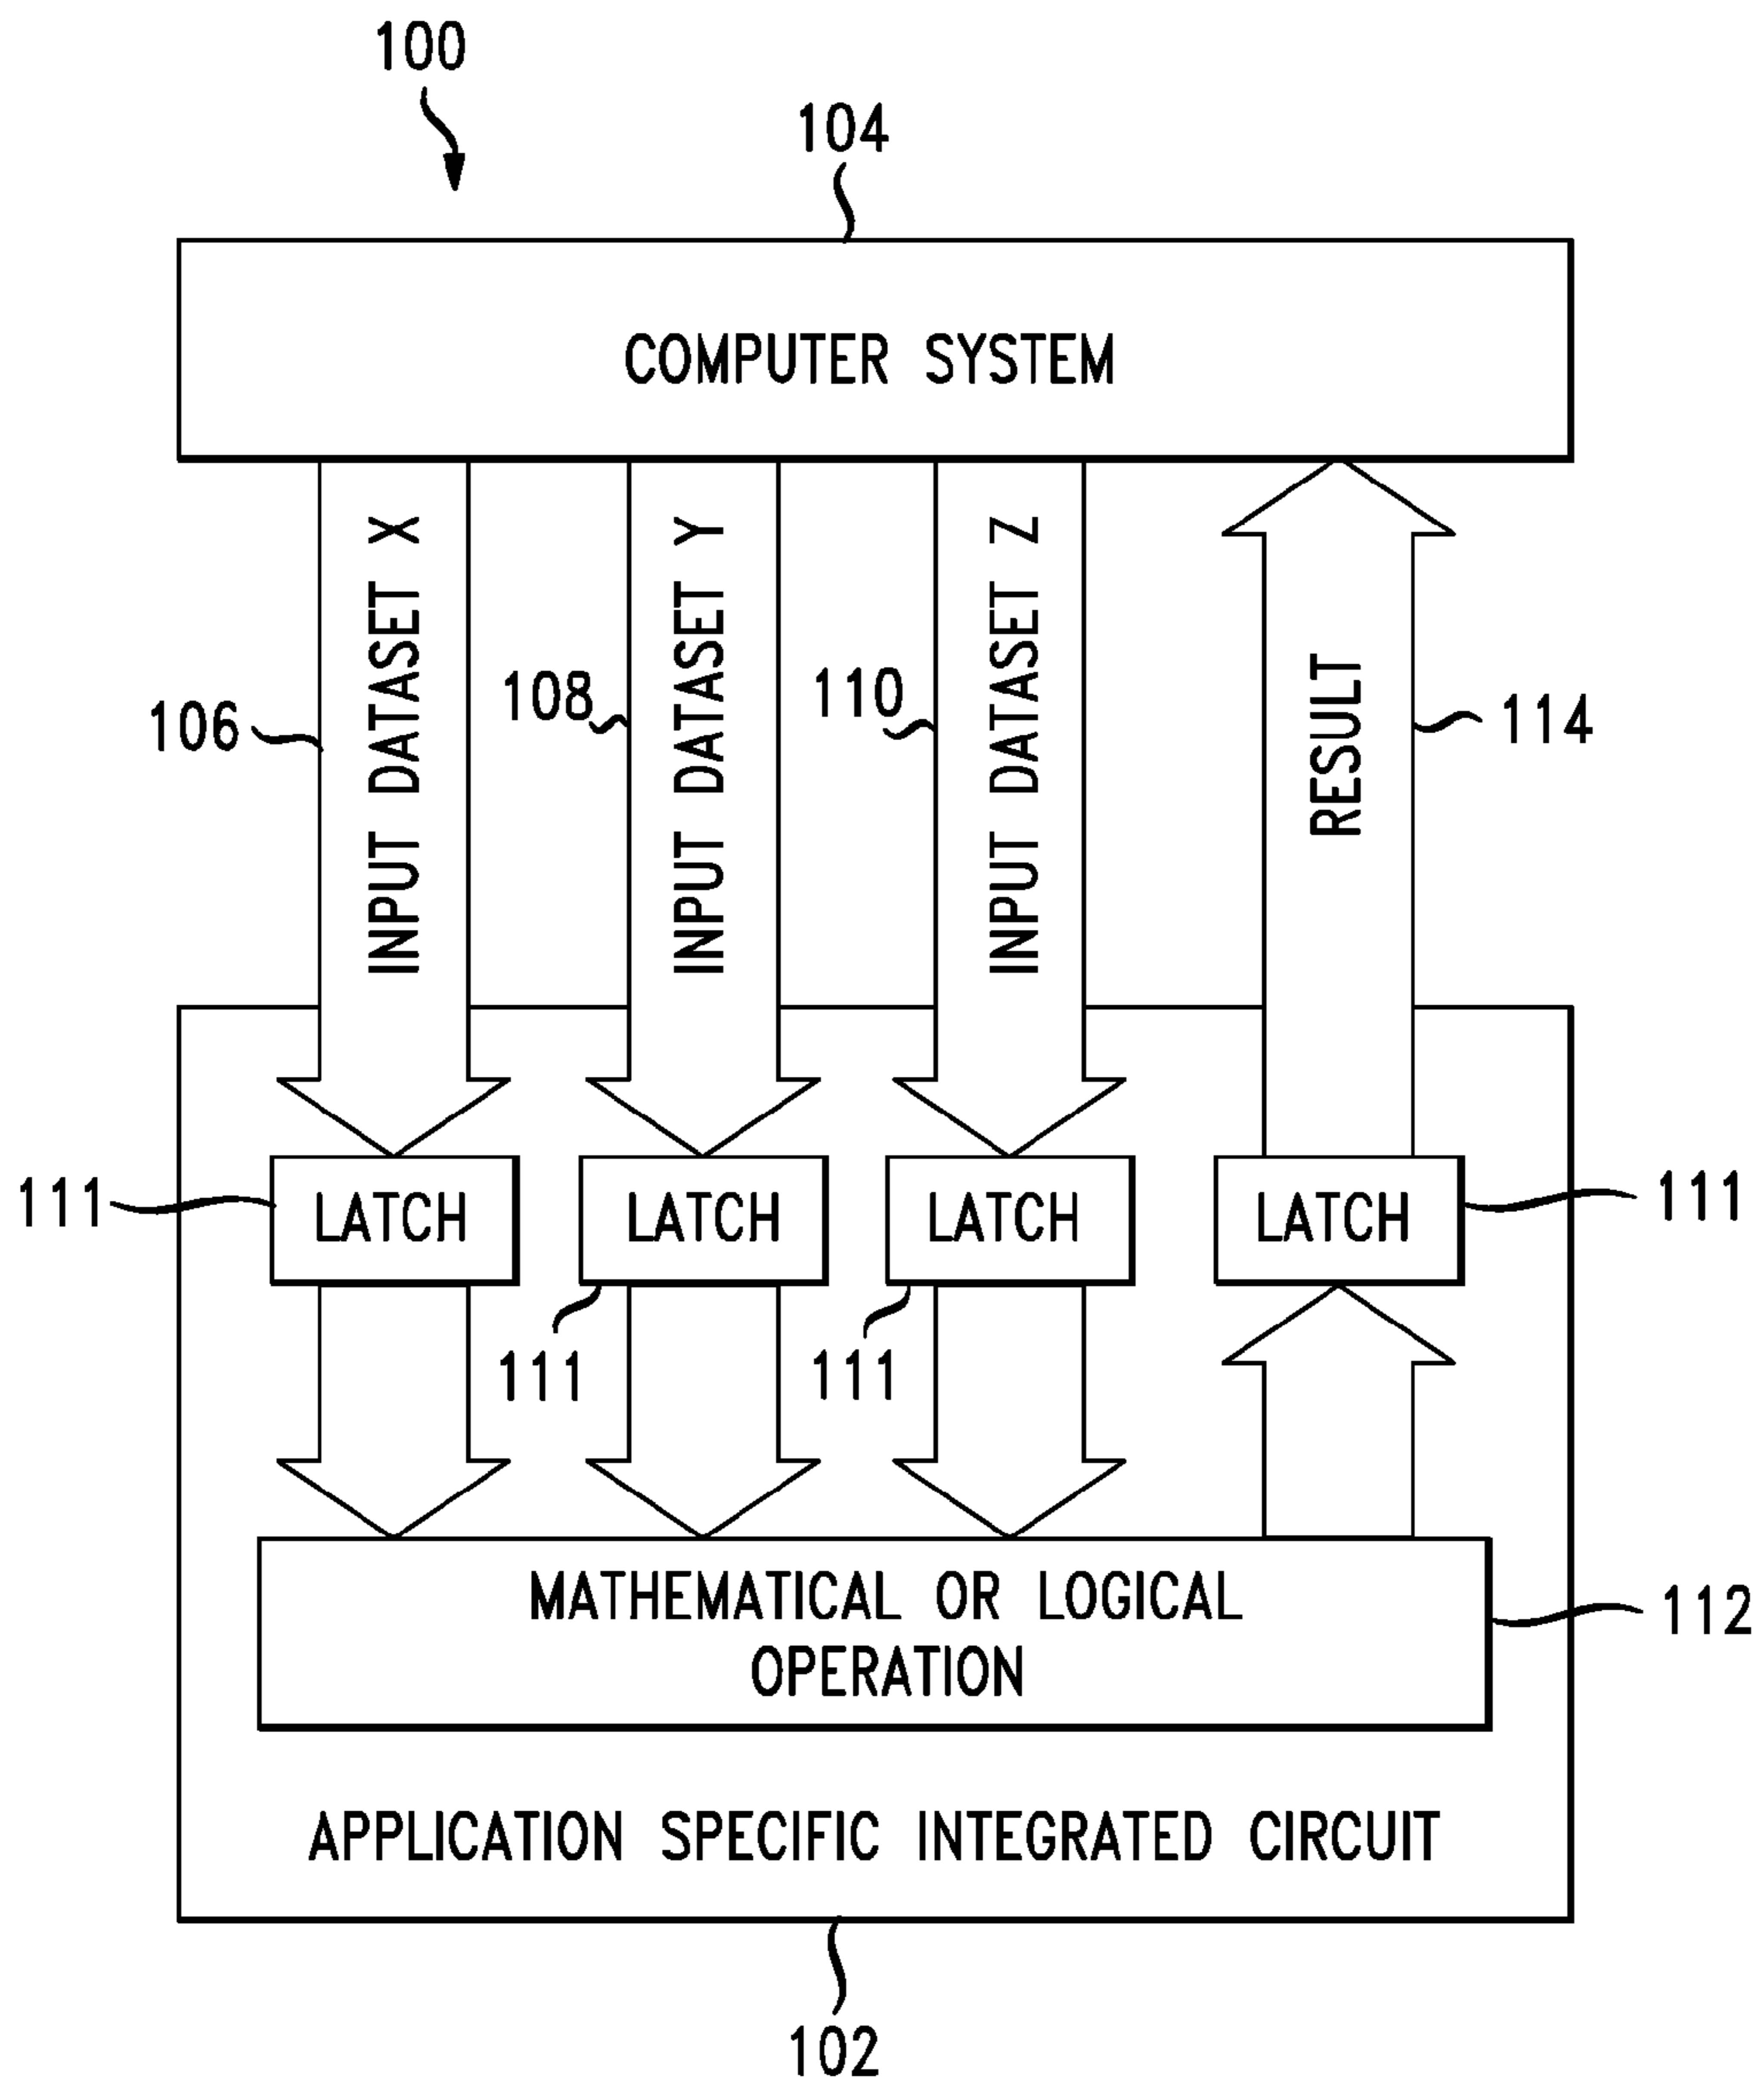 100
104
COMPUTER SYSTEM
INPUT DATASET X
INPUT DATASET Y
INPUT DATASET Z
RESULT
106
108
110
114
111
LATCH
LATCH
LATCH
LATCH
111
111
111
MATHEMATICAL OR LOGICAL
OPERATION
112
APPLICATION SPECIFIC INTEGRATED CIRCUIT
102